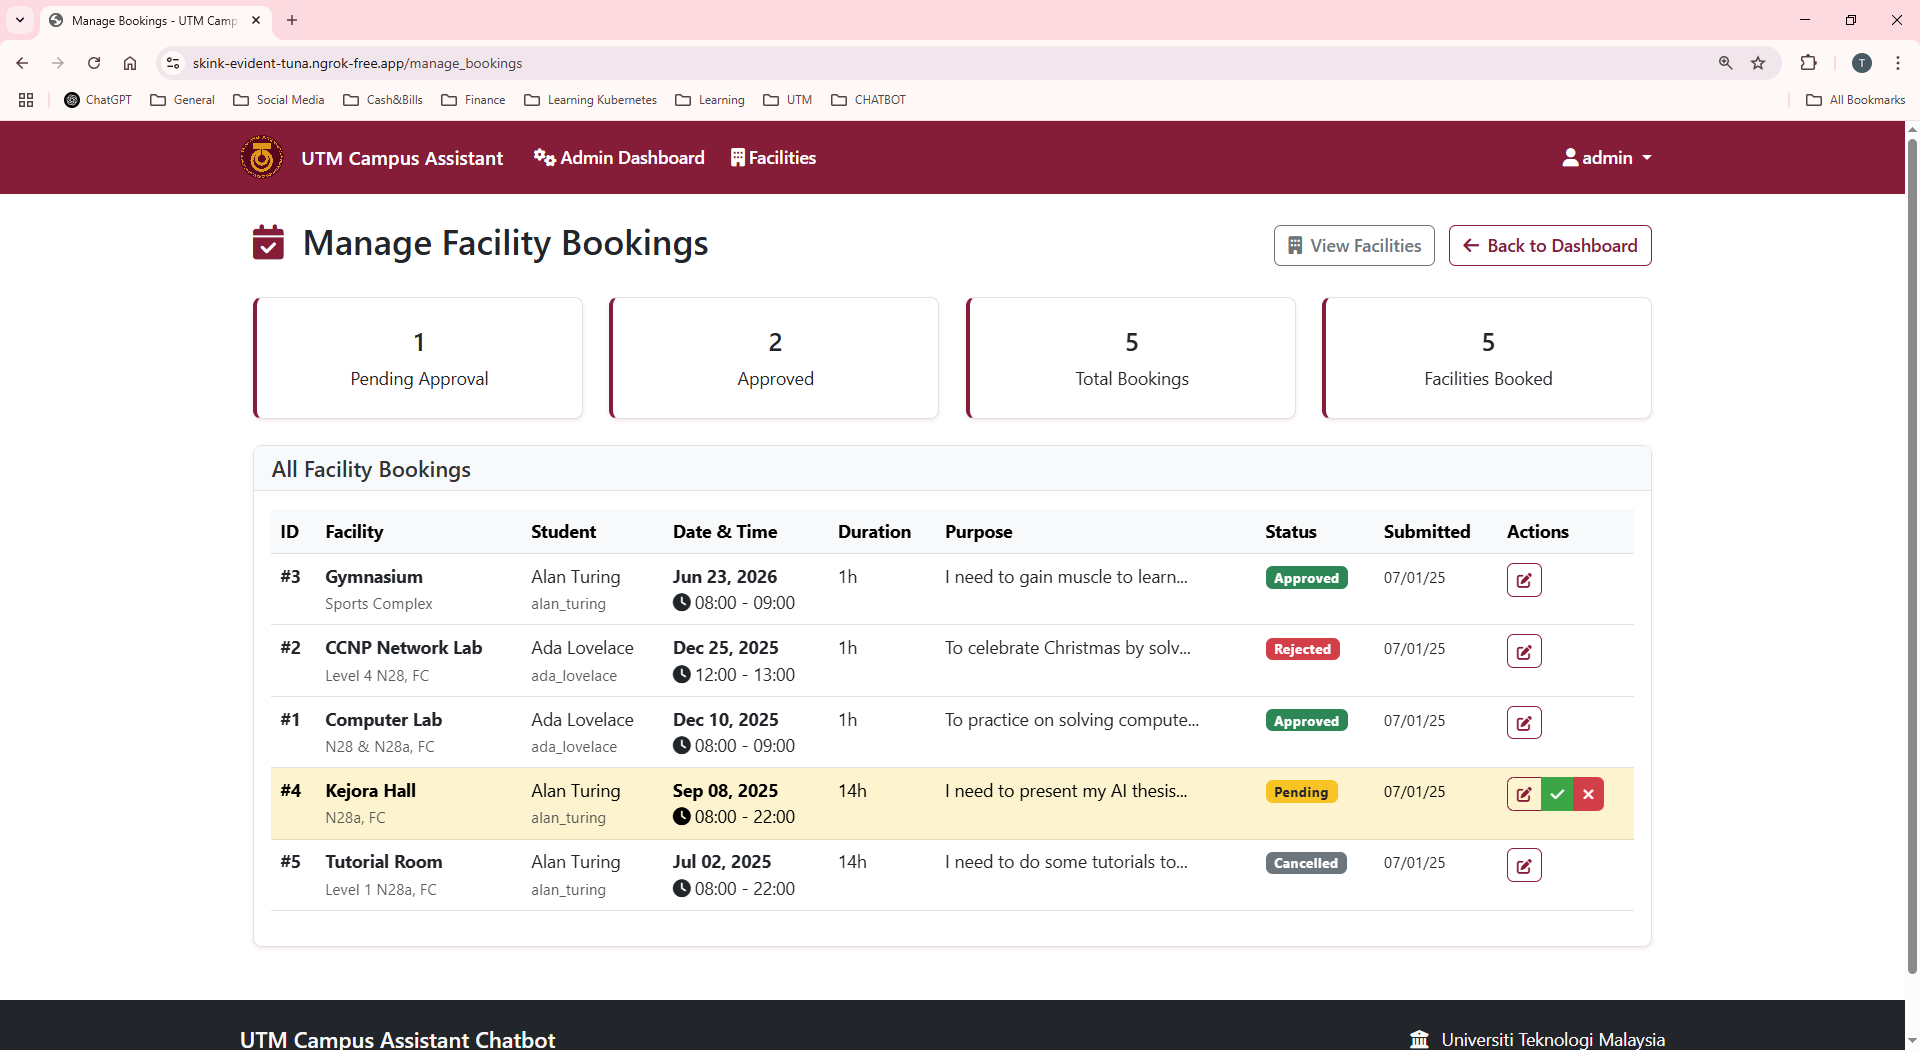 Manage Bookings - UTM Camp
skink-evident-tuna.ngrok-free.app/manage_bookings
T
ChatGPT General Social Media Cash&Bills Finance Learning Kubernetes Learning UTM CHATBOT All Bookmarks
UTM Campus Assistant Admin Dashboard Facilities admin
Manage Facility Bookings View Facilities Back to Dashboard
1 2 5 5
Pending Approval Approved Total Bookings Facilities Booked
All Facility Bookings
ID Facility Student Date & Time Duration Purpose Status Submitted Actions
#3 Gymnasium Alan Turing Jun 23, 2026 1h I need to gain muscle to learn... Approved 07/01/25
Sports Complex alan_turing 08:00 - 09:00
#2 CCNP Network Lab Ada Lovelace Dec 25, 2025 1h To celebrate Christmas by solv... Rejected 07/01/25
Level 4 N28, FC ada_lovelace 12:00 - 13:00
#1 Computer Lab Ada Lovelace Dec 10, 2025 1h To practice on solving compute... Approved 07/01/25
N28 & N28a, FC ada_lovelace 08:00 - 09:00
#4 Kejora Hall Alan Turing Sep 08, 2025 14h I need to present my AI thesis... Pending 07/01/25
N28a, FC alan_turing 08:00 - 22:00
#5 Tutorial Room Alan Turing Jul 02, 2025 14h I need to do some tutorials to... Cancelled 07/01/25
Level 1 N28a, FC alan_turing 08:00 - 22:00
UTM Campus Assistant Chatbot Universiti Teknologi Malaysia